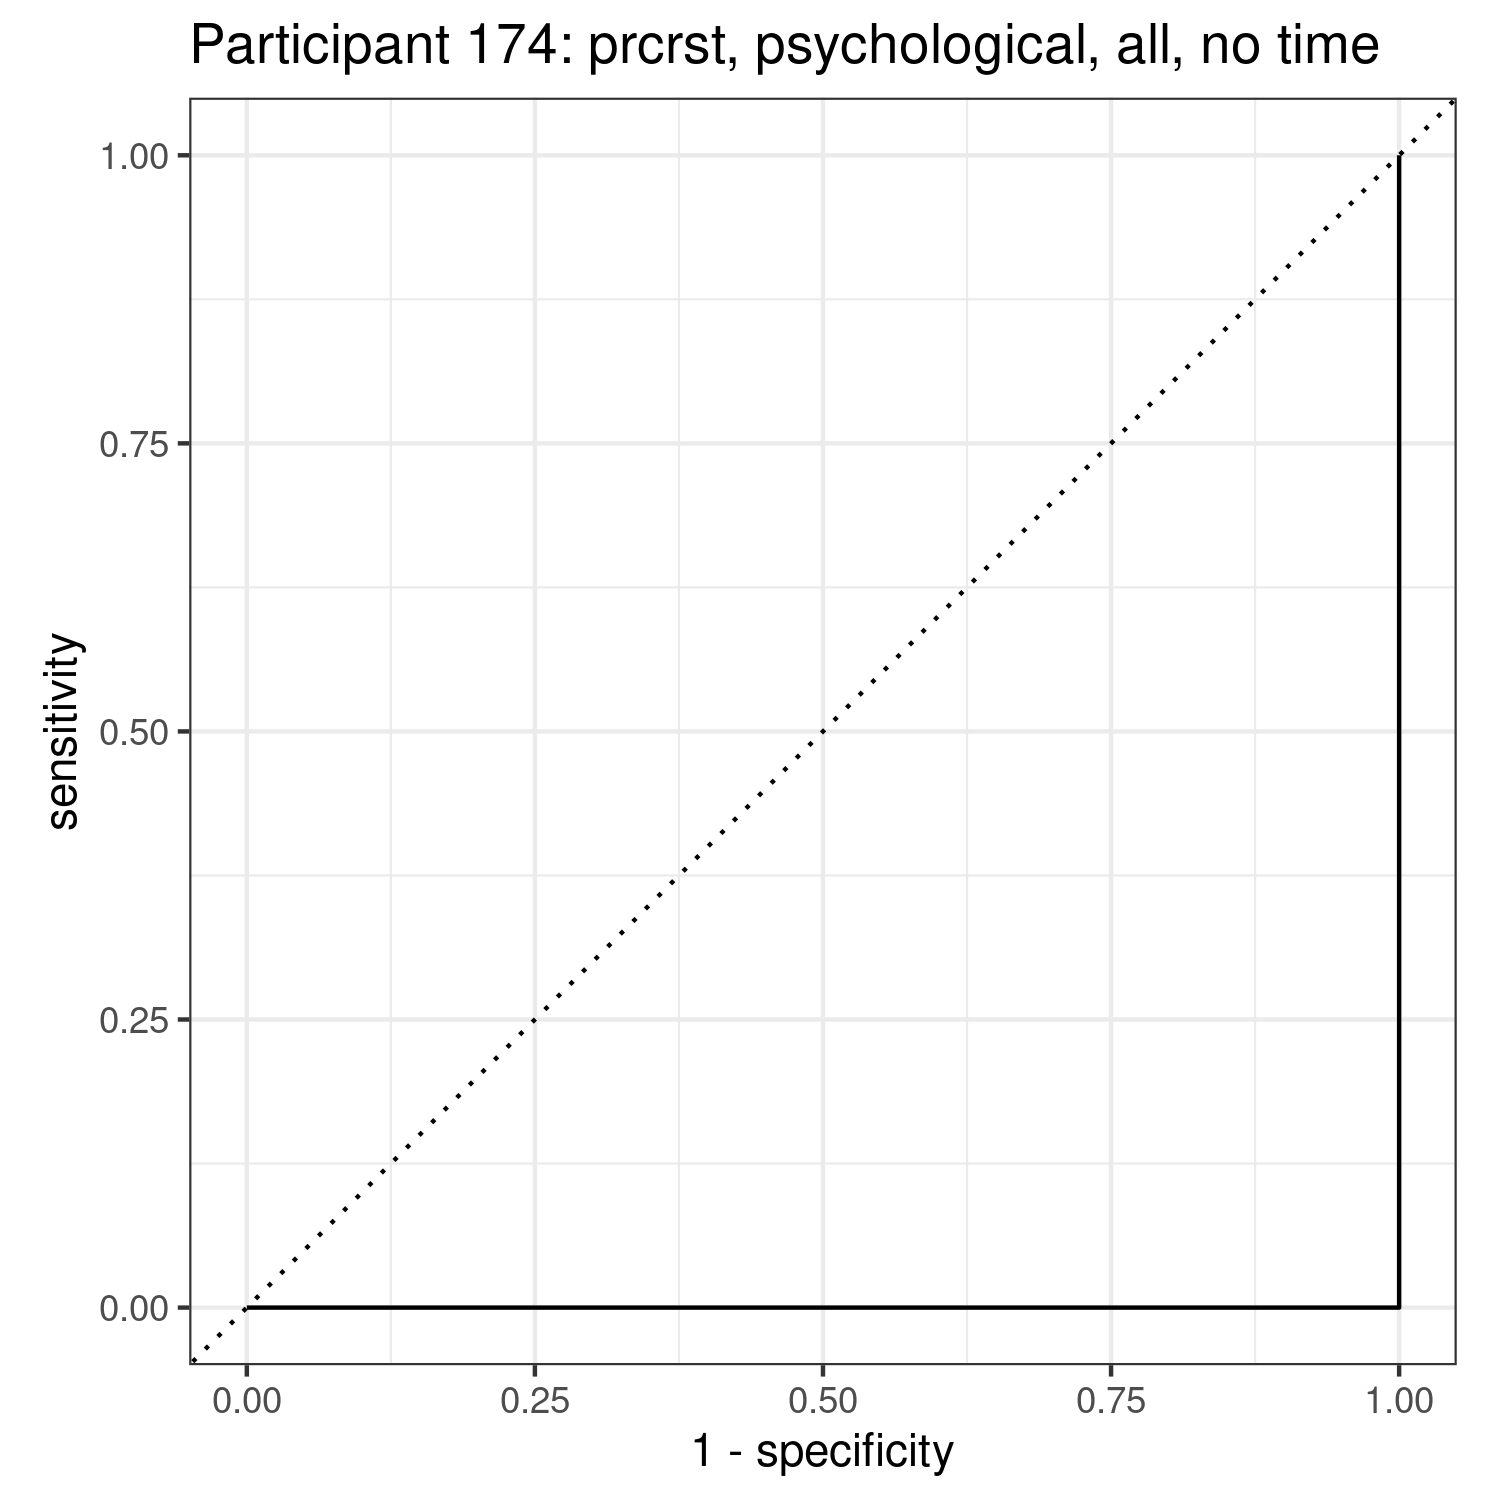 Participant 174: prcrst, psychological, all, no time
sensitivity
1.00
0.75
0.50
0.25
0.00
0.00 0.25 0.50 0.75 1.00
1 - specificity